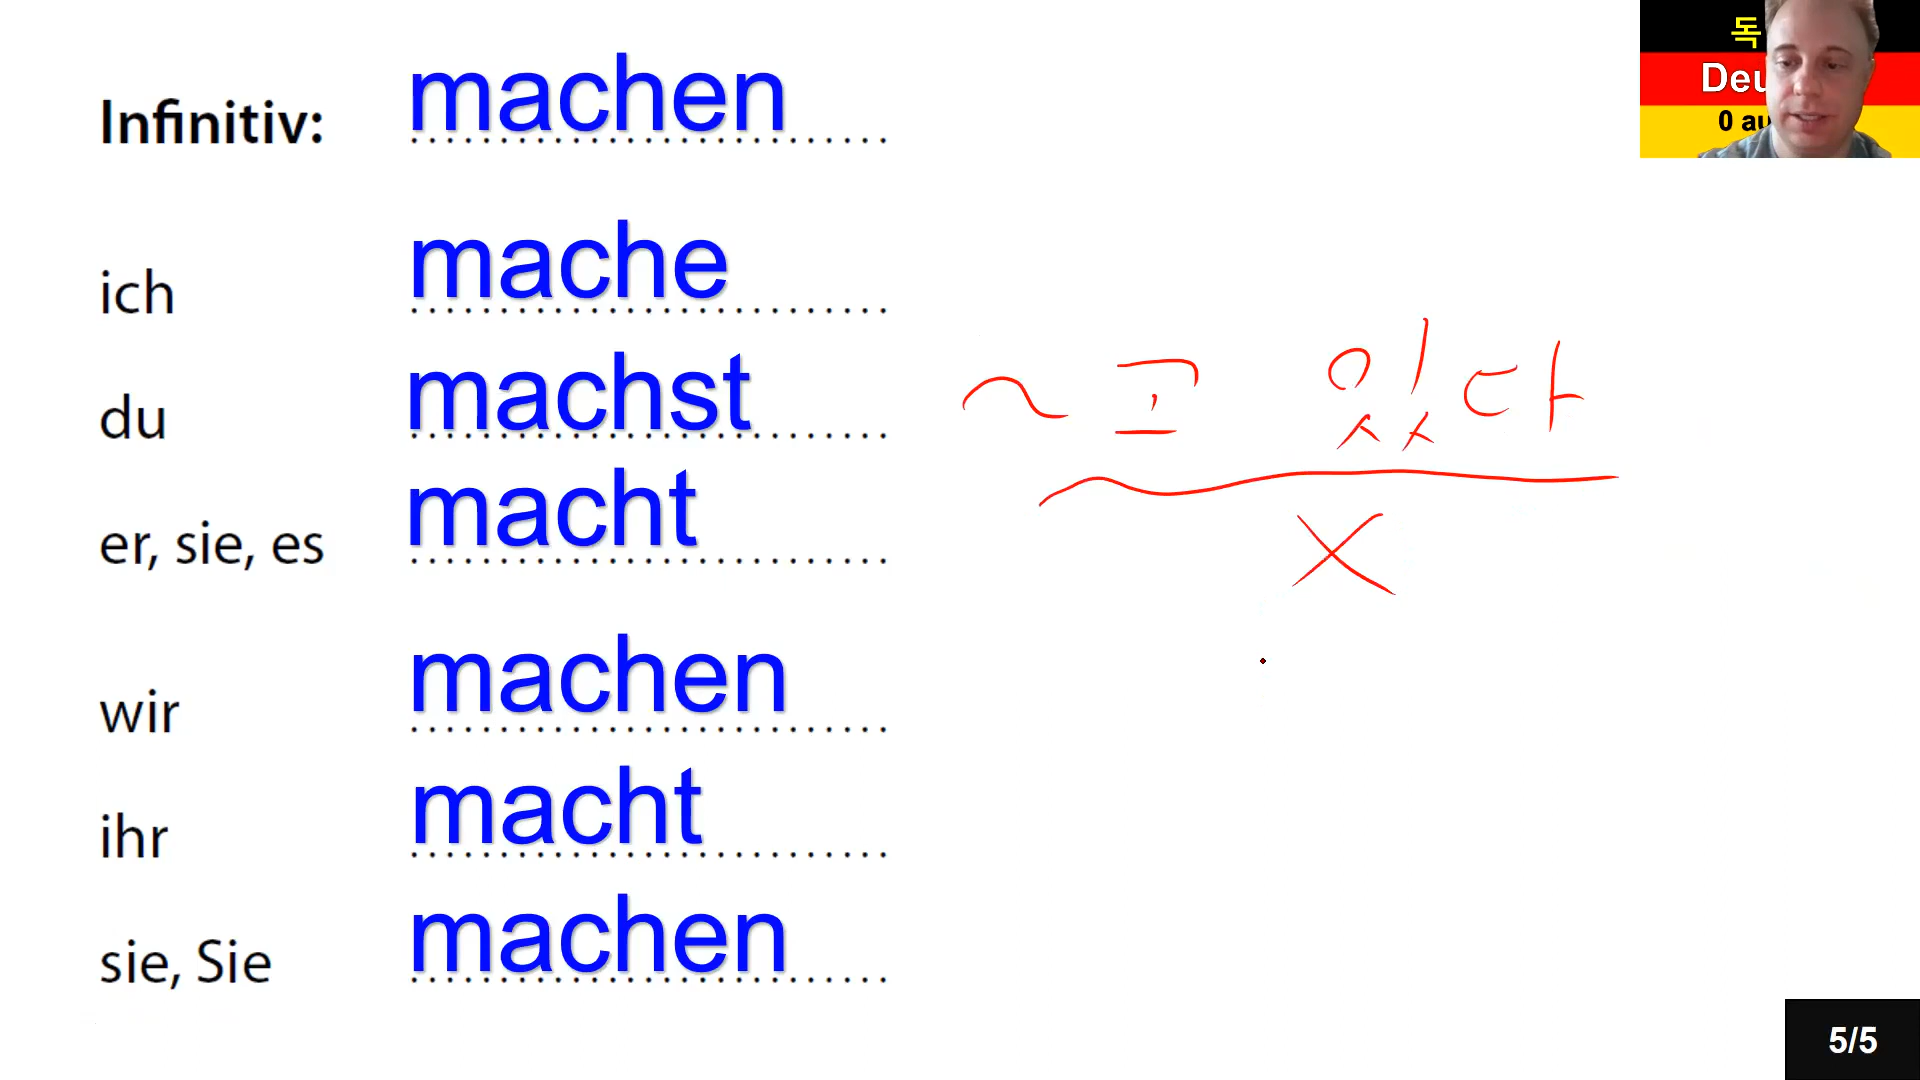 Infinitiv: machen
ich mache
du machst
er, sie, es macht
wir machen
ihr macht
sie, Sie machen
~고 있다
X
독
Deu
0 au
5/5